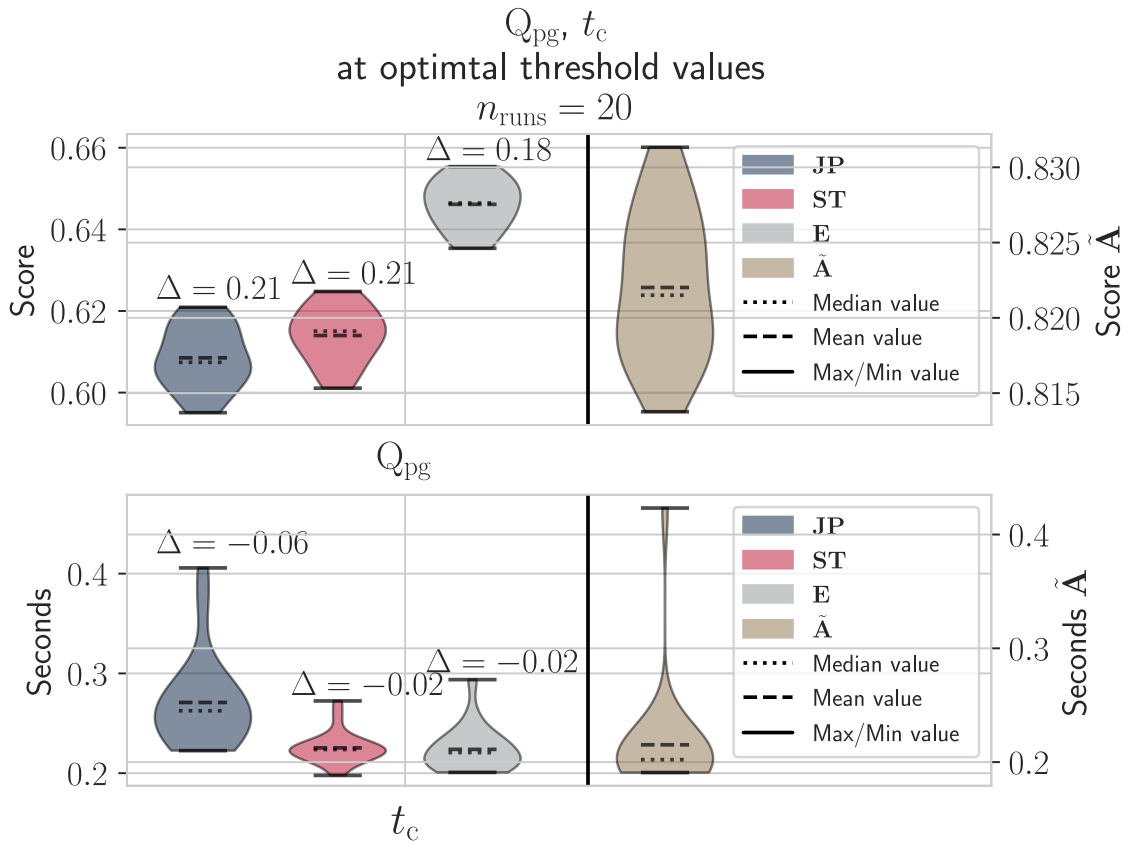 Q_pg, t_c
at optimtal threshold values
n_runs = 20
Score
0.66
0.64
0.62
0.60
Δ = 0.21
Δ = 0.21
Δ = 0.18
JP
ST
E
Ã
Median value
Mean value
Max/Min value
0.830
0.825
0.820
0.815
Score Ã
Q_pg
Seconds
0.4
0.3
0.2
Δ = −0.06
Δ = −0.02
Δ = −0.02
JP
ST
E
Ã
Median value
Mean value
Max/Min value
0.4
0.3
0.2
Seconds Ã
t_c